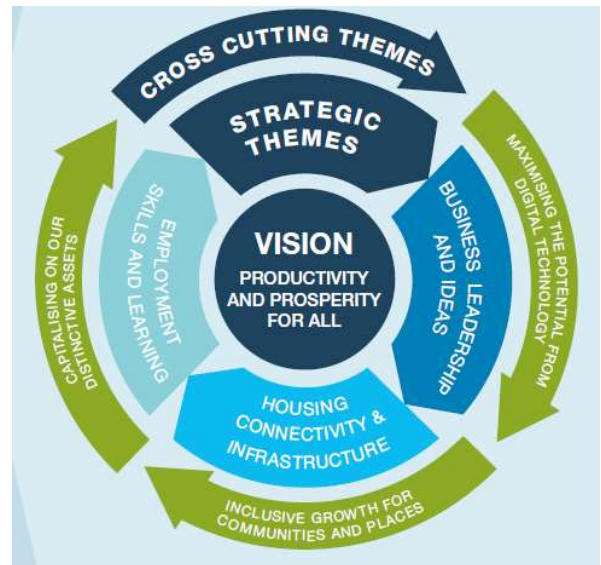 CROSS CUTTING THEMES
STRATEGIC
THEMES
MAXIMISING THE POTENTIAL FROM
DIGITAL TECHNOLOGY
BUSINESS LEADERSHIP
AND IDEAS
VISION
PRODUCTIVITY
AND PROSPERITY
FOR ALL
EMPLOYMENT
SKILLS AND LEARNING
CAPITALISING ON OUR
DISTINCTIVE ASSETS
HOUSING
CONNECTIVITY &
INFRASTRUCTURE
INCLUSIVE GROWTH FOR
COMMUNITIES AND PLACES